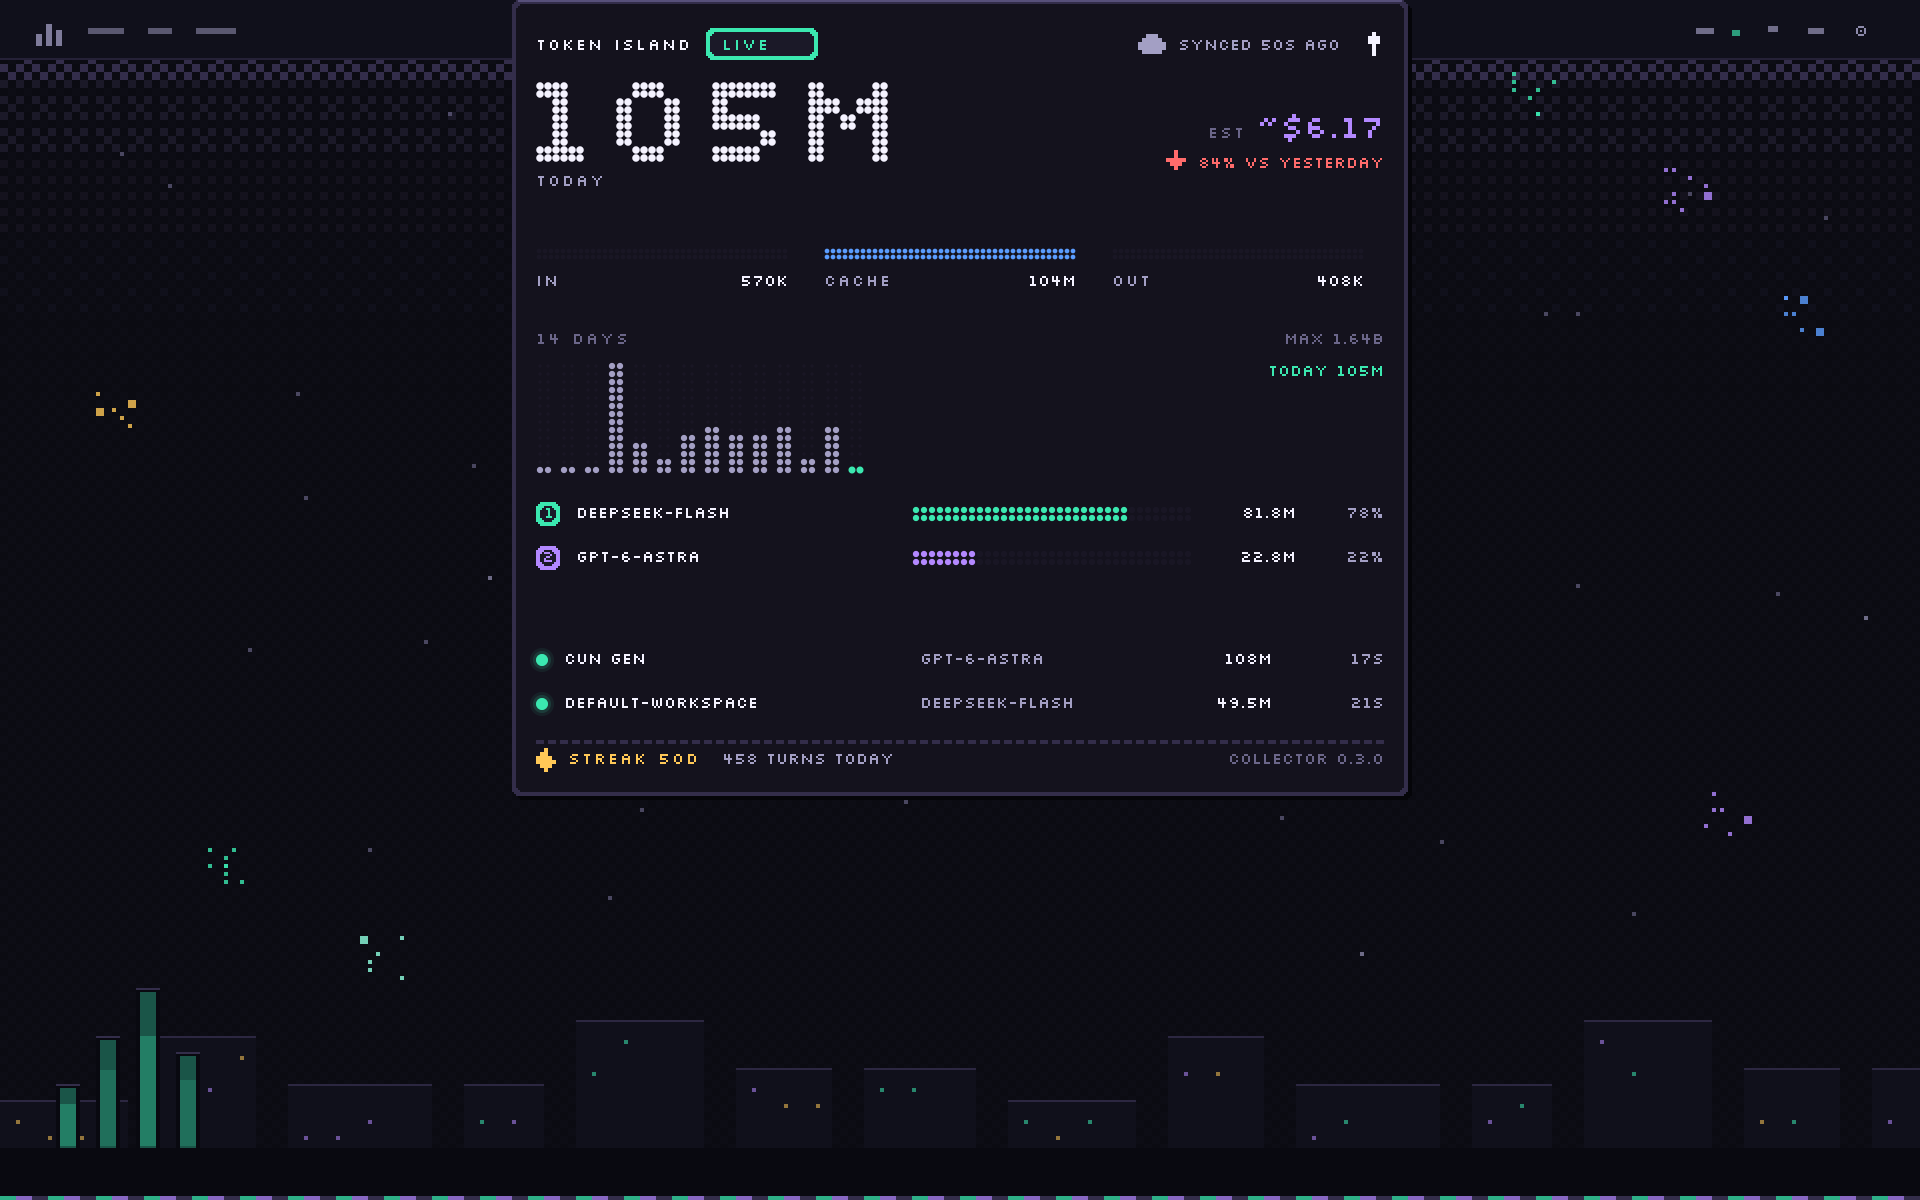 TOKEN ISLAND LIVE SYNCED 50S AGO
105M
EST ~$6.17
84% VS YESTERDAY
TODAY
IN 570K CACHE 104M OUT 408K
14 DAYS MAX 1.64B
TODAY 105M
1 DEEPSEEK-FLASH 81.8M 78%
2 GPT-6-ASTRA 22.8M 22%
CUN GEN GPT-6-ASTRA 108M 17S
DEFAULT-WORKSPACE DEEPSEEK-FLASH 49.5M 21S
STREAK 50D 458 TURNS TODAY COLLECTOR 0.3.0